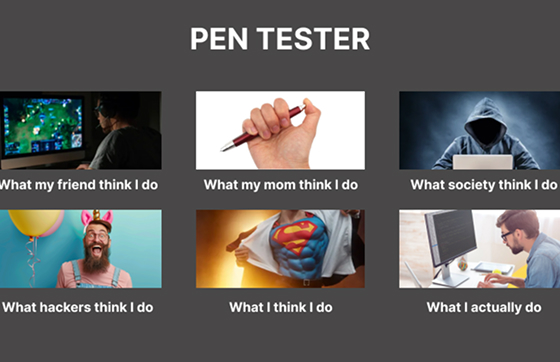 PEN TESTER
What my friend think I do
What my mom think I do
What society think I do
What hackers think I do
What I think I do
What I actually do